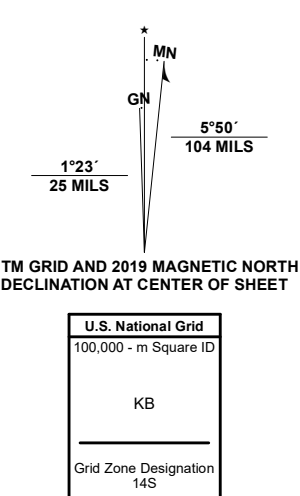 ★
MN
GN
5°50´
104 MILS
1°23´
25 MILS
TM GRID AND 2019 MAGNETIC NORTH
DECLINATION AT CENTER OF SHEET
U.S. National Grid
100,000 - m Square ID
KB
Grid Zone Designation
14S